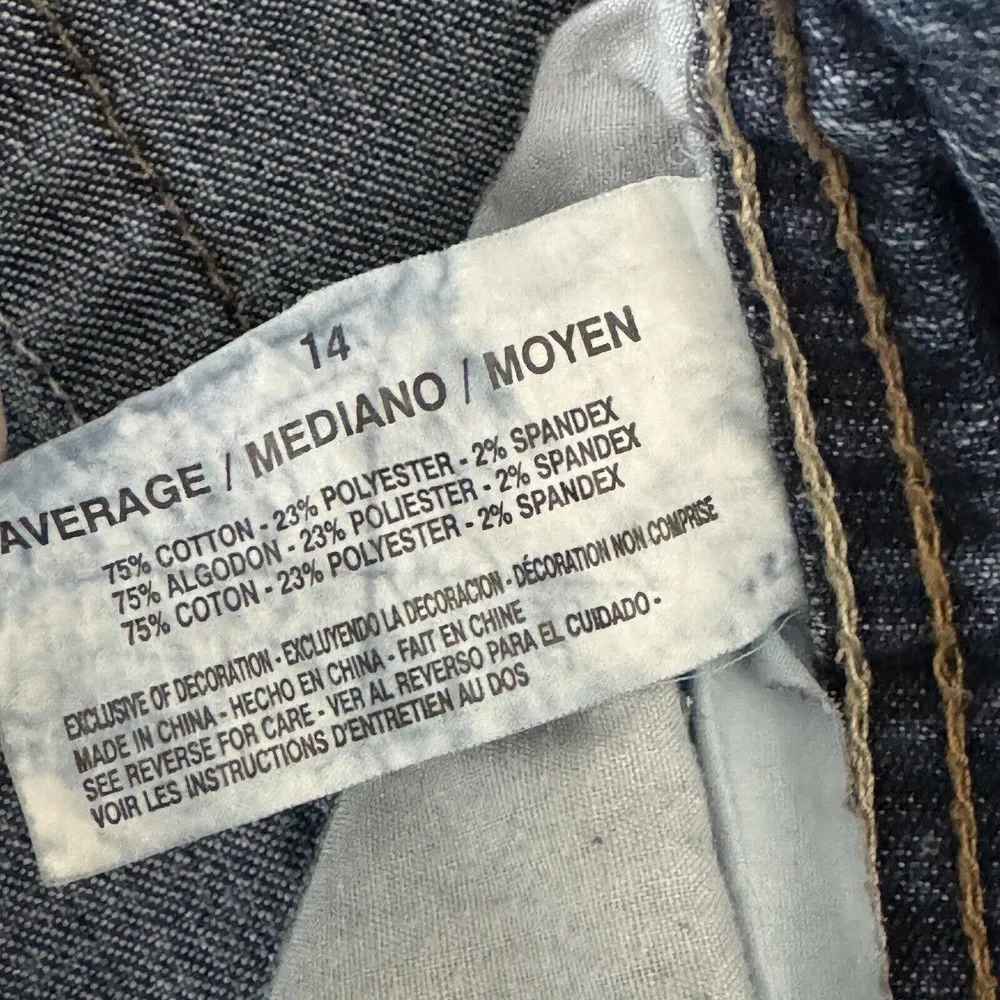 14
AVERAGE / MEDIANO / MOYEN
75% COTTON - 23% POLYESTER - 2% SPANDEX
75% ALGODON - 23% POLIESTER - 2% SPANDEX
75% COTON - 23% POLYESTER - 2% SPANDEX
EXCLUSIVE OF DECORATION - EXCLUYENDO LA DECORACION - DÉCORATION NON COMPRISE
MADE IN CHINA - HECHO EN CHINA - FAIT EN CHINE
SEE REVERSE FOR CARE - VER AL REVERSO PARA EL CUIDADO -
VOIR LES INSTRUCTIONS D'ENTRETIEN AU DOS